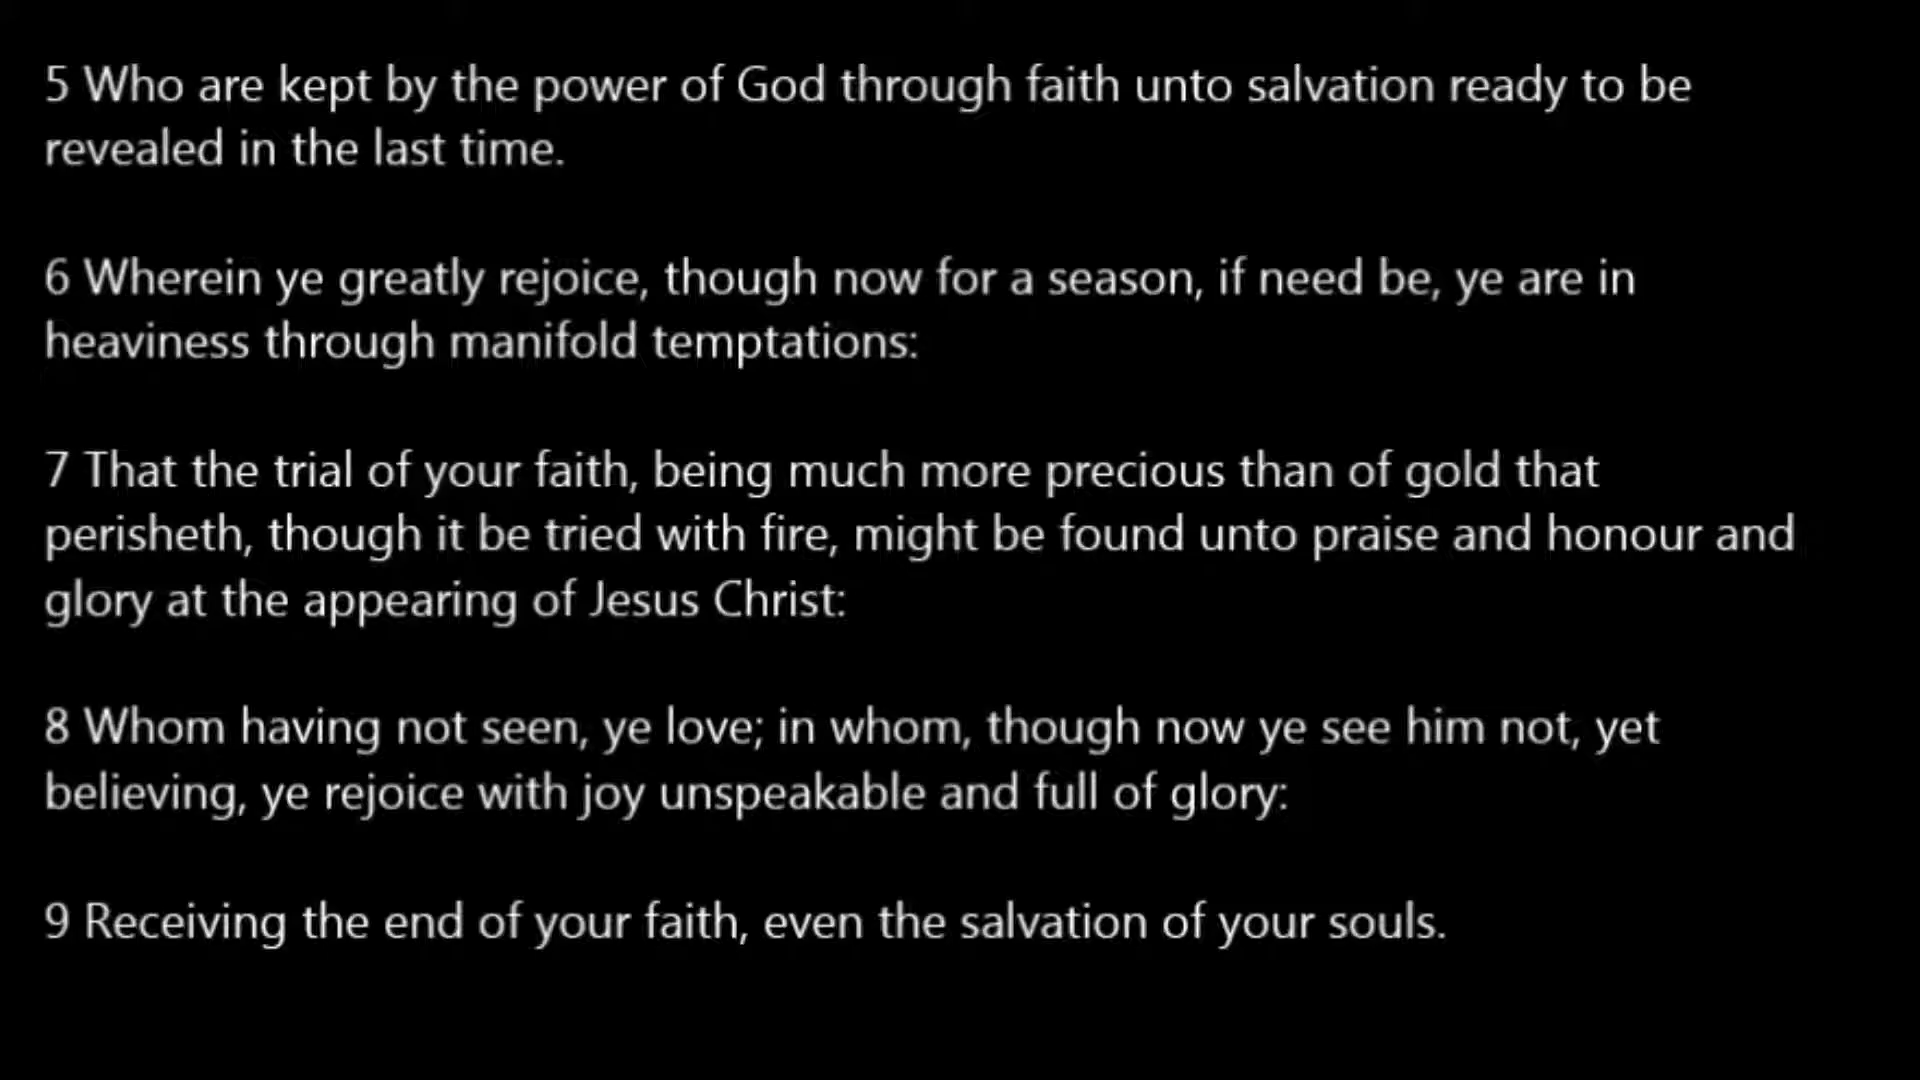 5 Who are kept by the power of God through faith unto salvation ready to be
revealed in the last time.
6 Wherein ye greatly rejoice, though now for a season, if need be, ye are in
heaviness through manifold temptations:
7 That the trial of your faith, being much more precious than of gold that
perisheth, though it be tried with fire, might be found unto praise and honour and
glory at the appearing of Jesus Christ:
8 Whom having not seen, ye love; in whom, though now ye see him not, yet
believing, ye rejoice with joy unspeakable and full of glory:
9 Receiving the end of your faith, even the salvation of your souls.